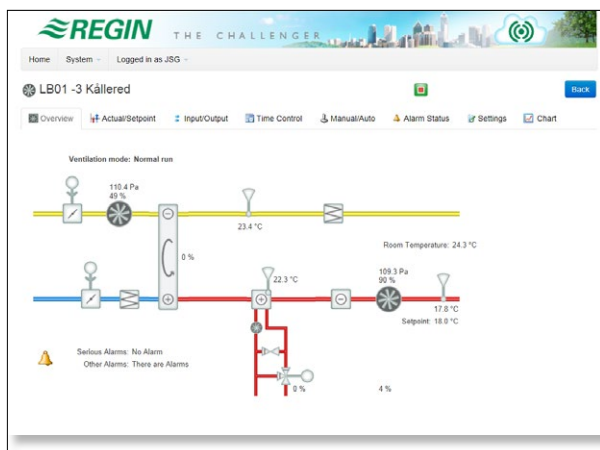 REGIN THE CHALLENGER
Home System Logged in as JSG
LB01 -3 Kållered Back
Overview Actual/Setpoint Input/Output Time Control Manual/Auto Alarm Status Settings Chart
Ventilation mode: Normal run
110.4 Pa
49 %
23.4 °C
Room Temperature: 24.3 °C
0 %
22.3 °C
109.3 Pa
90 %
17.8 °C
Setpoint: 18.0 °C
Serious Alarms: No Alarm
Other Alarms: There are Alarms
0 % 4 %